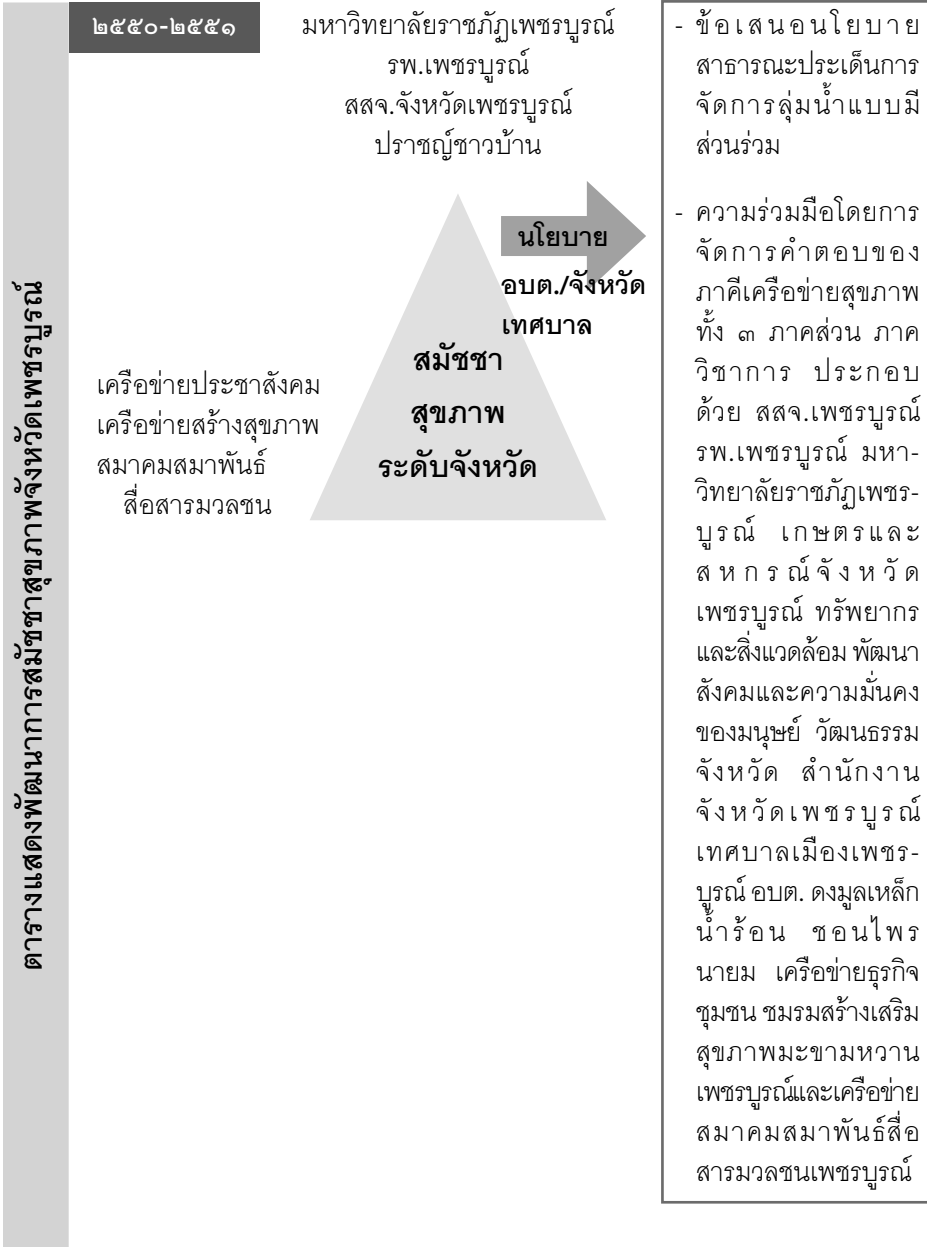 ตารางแสดงพัฒนาการสมัชชาสุขภาพจังหวัดเพชรบูรณ์
๒๕๕๐-๒๕๕๑
มหาวิทยาลัยราชภัฏเพชรบูรณ์
รพ.เพชรบูรณ์
สสจ.จังหวัดเพชรบูรณ์
ปราชญ์ชาวบ้าน
นโยบาย
อบต./จังหวัด
เทศบาล
สมัชชา
สุขภาพ
ระดับจังหวัด
เครือข่ายประชาสังคม
เครือข่ายสร้างสุขภาพ
สมาคมสมาพันธ์
สื่อสารมวลชน
- ข้อเสนอนโยบาย
สาธารณะประเด็นการ
จัดการลุ่มน้ำแบบมี
ส่วนร่วม
- ความร่วมมือโดยการ
จัดการคำตอบของ
ภาคีเครือข่ายสุขภาพ
ทั้ง ๓ ภาคส่วน ภาค
วิชาการ ประกอบ
ด้วย สสจ.เพชรบูรณ์
รพ.เพชรบูรณ์ มหา-
วิทยาลัยราชภัฏเพชร-
บูรณ์ เกษตรและ
สหกรณ์จังหวัด
เพชรบูรณ์ ทรัพยากร
และสิ่งแวดล้อม พัฒนา
สังคมและความมั่นคง
ของมนุษย์ วัฒนธรรม
จังหวัด สำนักงาน
จังหวัดเพชรบูรณ์
เทศบาลเมืองเพชร-
บูรณ์ อบต. ดงมูลเหล็ก
น้ำร้อน ชอนไพร
นายม เครือข่ายธุรกิจ
ชุมชน ชมรมสร้างเสริม
สุขภาพมะขามหวาน
เพชรบูรณ์และเครือข่าย
สมาคมสมาพันธ์สื่อ
สารมวลชนเพชรบูรณ์